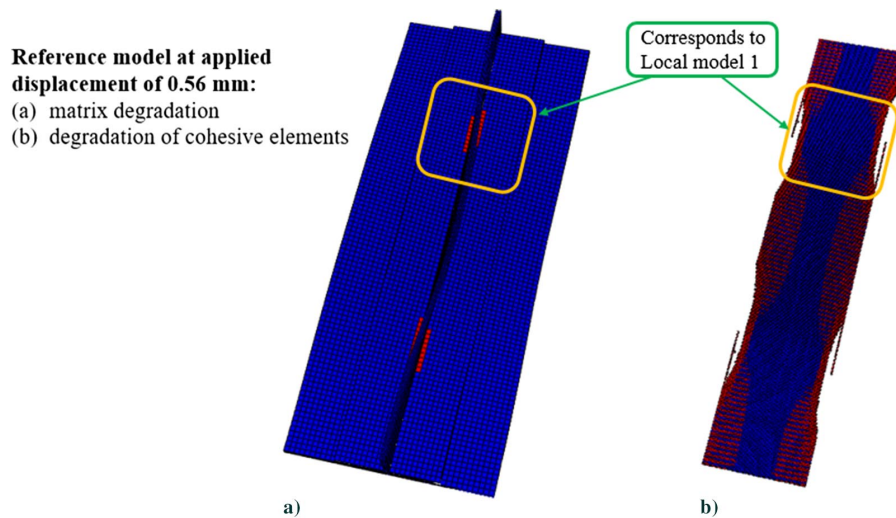 Reference model at applied
displacement of 0.56 mm:
(a) matrix degradation
(b) degradation of cohesive elements
Corresponds to
Local model 1
a)
b)